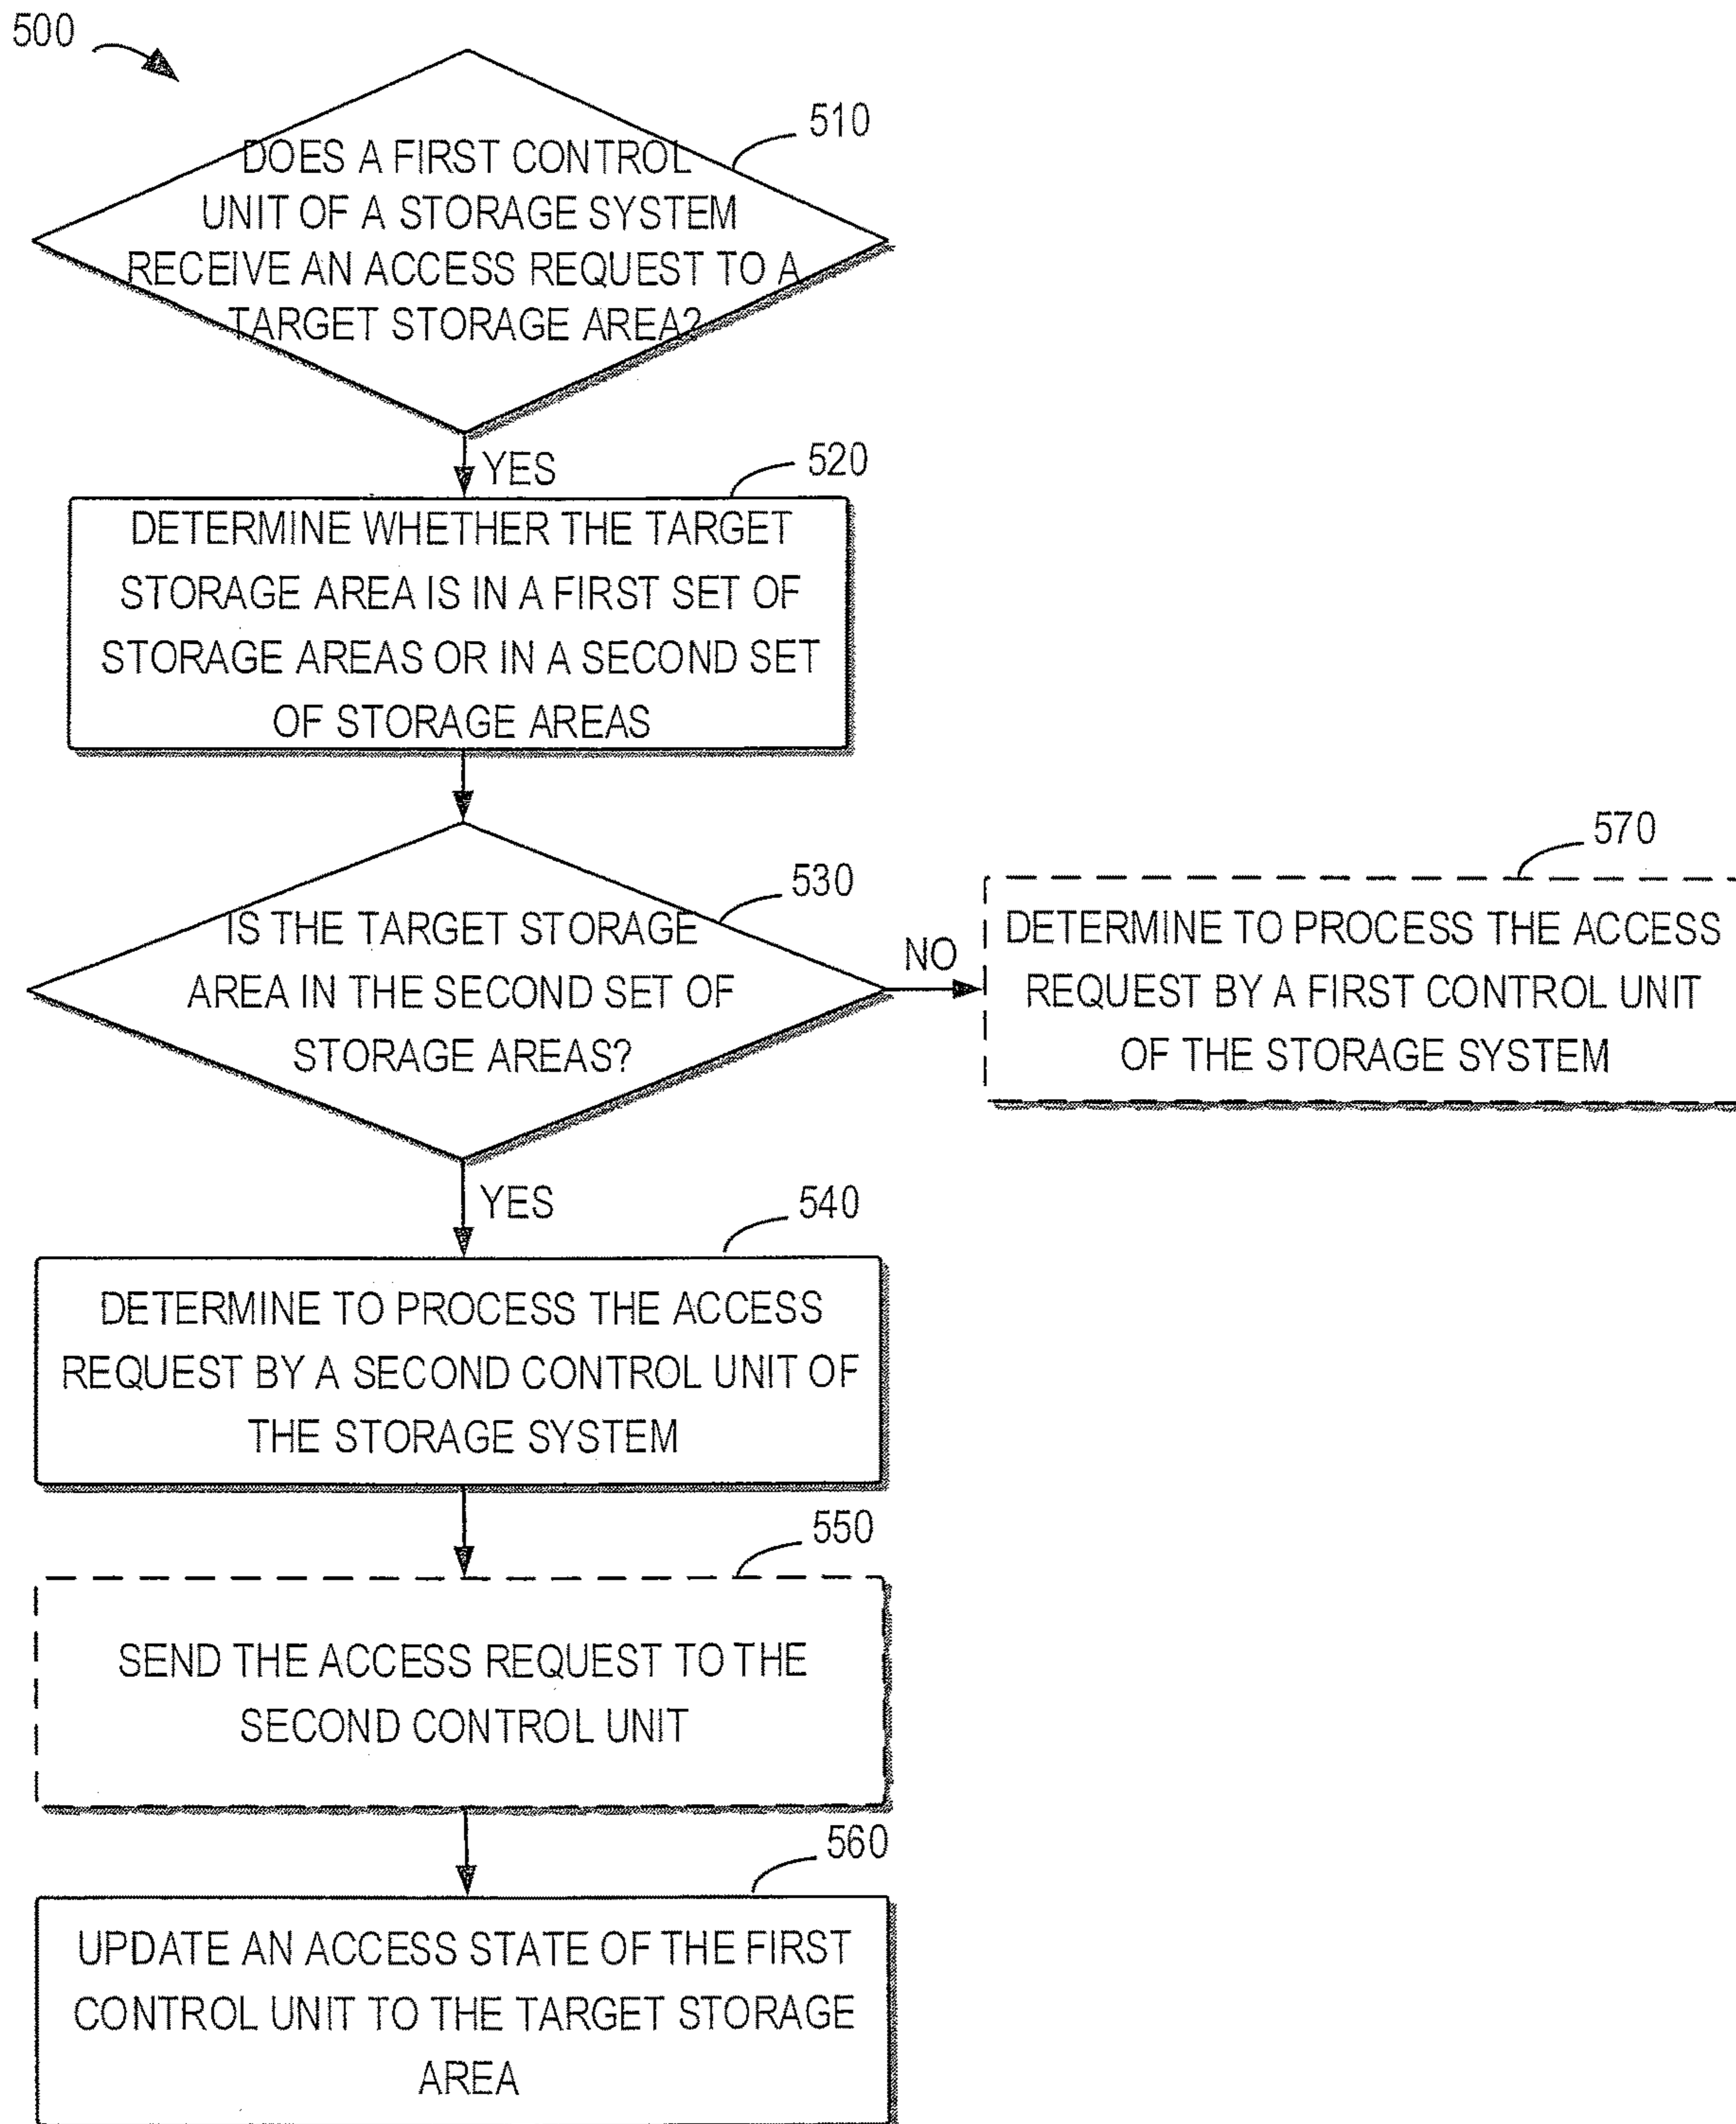 500
510
DOES A FIRST CONTROL
UNIT OF A STORAGE SYSTEM
RECEIVE AN ACCESS REQUEST TO A
TARGET STORAGE AREA?
YES
520
DETERMINE WHETHER THE TARGET
STORAGE AREA IS IN A FIRST SET OF
STORAGE AREAS OR IN A SECOND SET
OF STORAGE AREAS
530
IS THE TARGET STORAGE
AREA IN THE SECOND SET OF
STORAGE AREAS?
NO
570
DETERMINE TO PROCESS THE ACCESS
REQUEST BY A FIRST CONTROL UNIT
OF THE STORAGE SYSTEM
YES
540
DETERMINE TO PROCESS THE ACCESS
REQUEST BY A SECOND CONTROL UNIT OF
THE STORAGE SYSTEM
550
SEND THE ACCESS REQUEST TO THE
SECOND CONTROL UNIT
560
UPDATE AN ACCESS STATE OF THE FIRST
CONTROL UNIT TO THE TARGET STORAGE
AREA